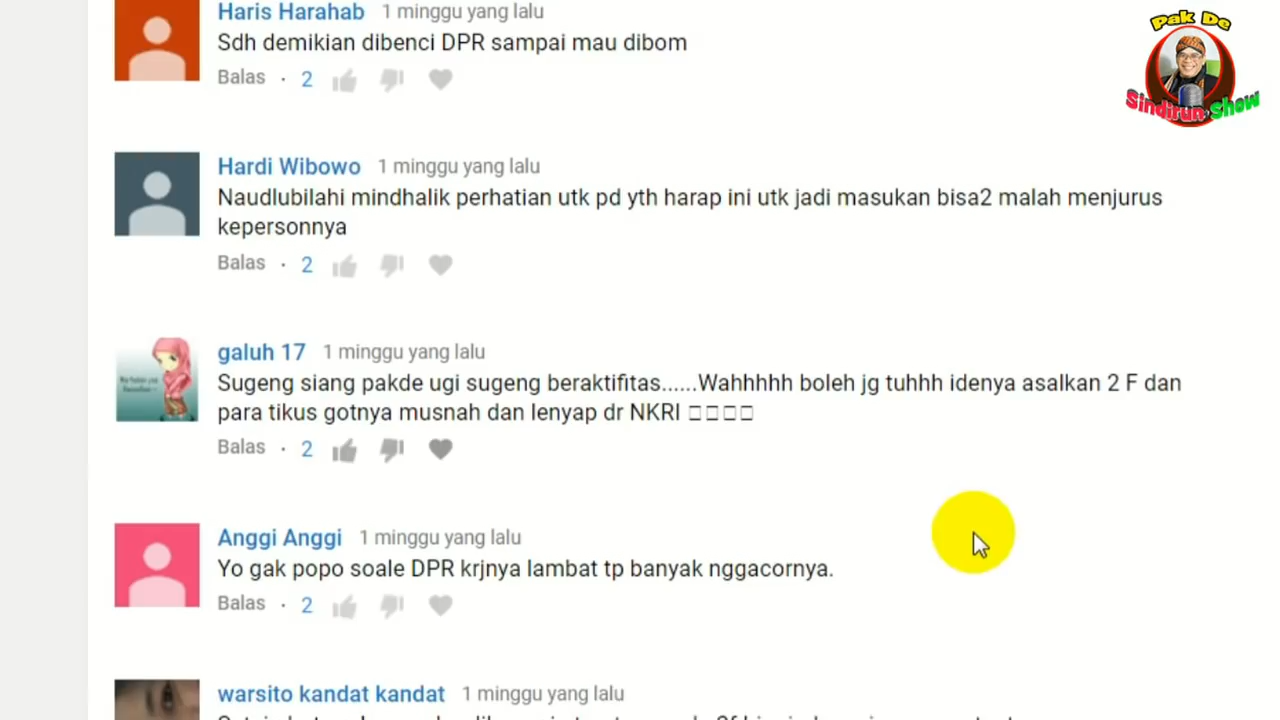 Haris Harahab 1 minggu yang lalu
Sdh demikian dibenci DPR sampai mau dibom
Balas · 2
Pak De
Sindirun Show
Hardi Wibowo 1 minggu yang lalu
Naudlubilahi mindhalik perhatian utk pd yth harap ini utk jadi masukan bisa2 malah menjurus
kepersonnya
Balas · 2
galuh 17 1 minggu yang lalu
Sugeng siang pakde ugi sugeng beraktifitas......Wahhhhh boleh jg tuhhh idenya asalkan 2 F dan
para tikus gotnya musnah dan lenyap dr NKRI □□□□
Balas · 2
Anggi Anggi 1 minggu yang lalu
Yo gak popo soale DPR krjnya lambat tp banyak nggacornya.
Balas · 2
warsito kandat kandat 1 minggu yang lalu